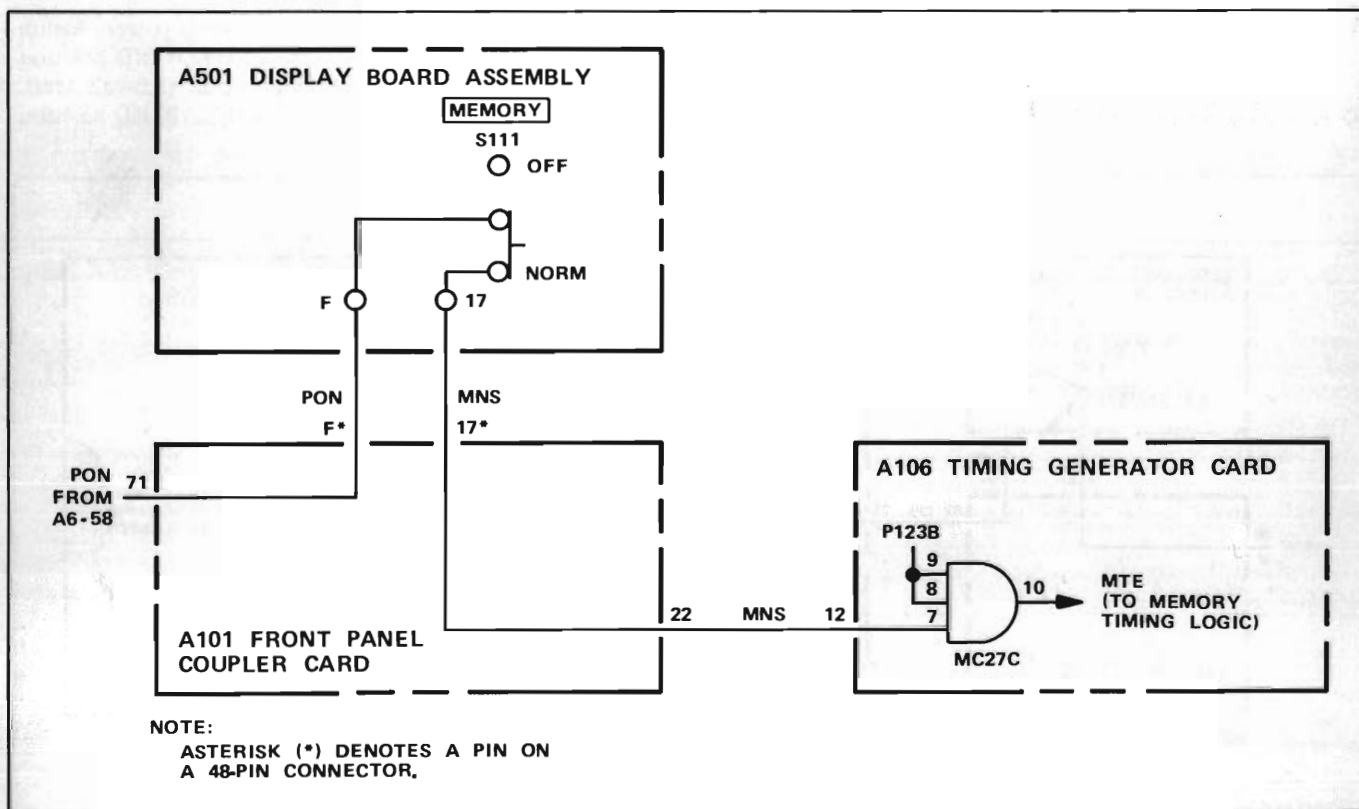 A501 DISPLAY BOARD ASSEMBLY
MEMORY
S111
OFF
NORM
F
17
PON
MNS
F*
17*
PON
FROM
A6-58
71
A101 FRONT PANEL
COUPLER CARD
22
MNS
12
A106 TIMING GENERATOR CARD
P123B
9
8
7
10
MTE
(TO MEMORY
TIMING LOGIC)
MC27C
NOTE:
ASTERISK (*) DENOTES A PIN ON
A 48-PIN CONNECTOR.